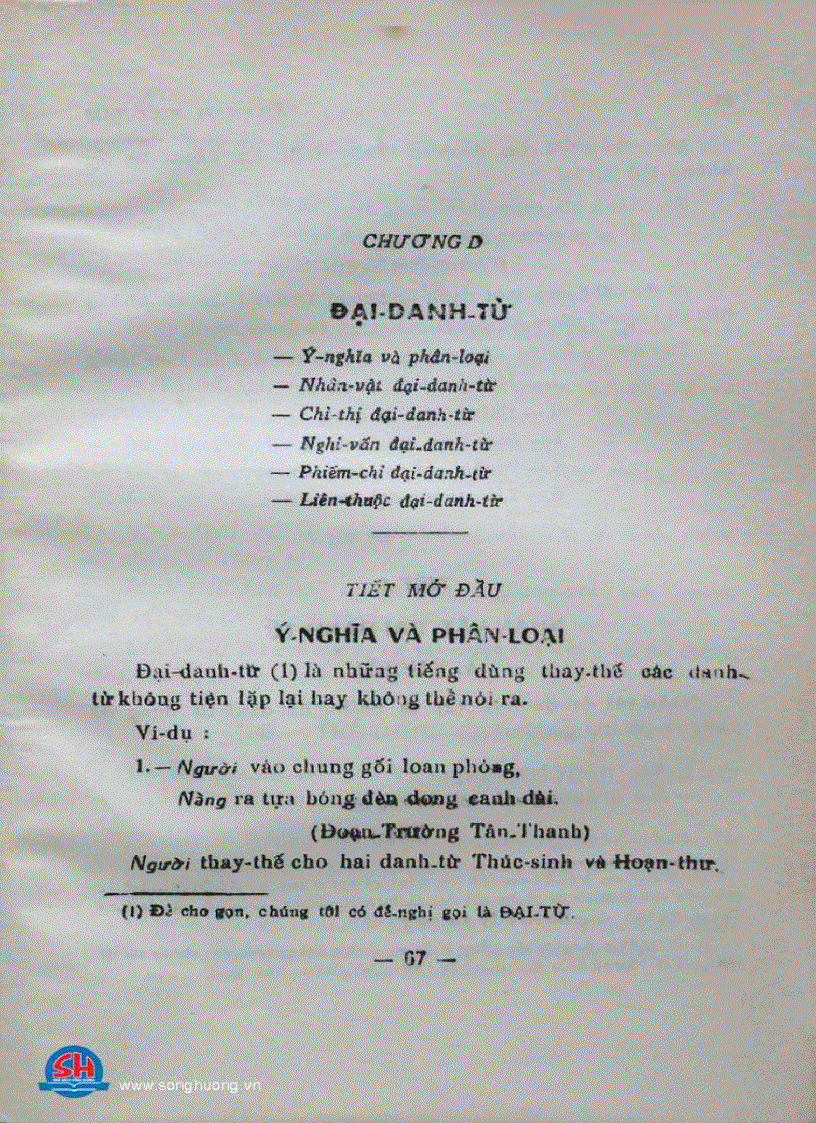 CHƯƠNG D
ĐẠI-DANH-TỪ
— Ý-nghĩa và phân-loại
— Nhân-vật đại-danh-từ
— Chỉ-thị đại-danh-từ
— Nghi-vấn đại-danh-từ
— Phiếm-chỉ đại-danh-từ
— Liên-thuộc đại-danh-từ
TIẾT MỞ ĐẦU
Ý-NGHĨA VÀ PHÂN-LOẠI
Đại-danh-từ (1) là những tiếng dùng thay-thế các danh-
từ không tiện lặp lại hay không thể nói ra.
Ví-dụ :
1. — Người vào chung gối loan phòng,
Nàng ra tựa bóng đèn dong canh dài.
(Đoạn-Trường Tân-Thanh)
Người thay-thế cho hai danh-từ Thúc-sinh và Hoạn-thư.
(1) Để cho gọn, chúng tôi có đề-nghị gọi là ĐẠI-TỪ.
— 67 —
SH
www.songhuong.vn